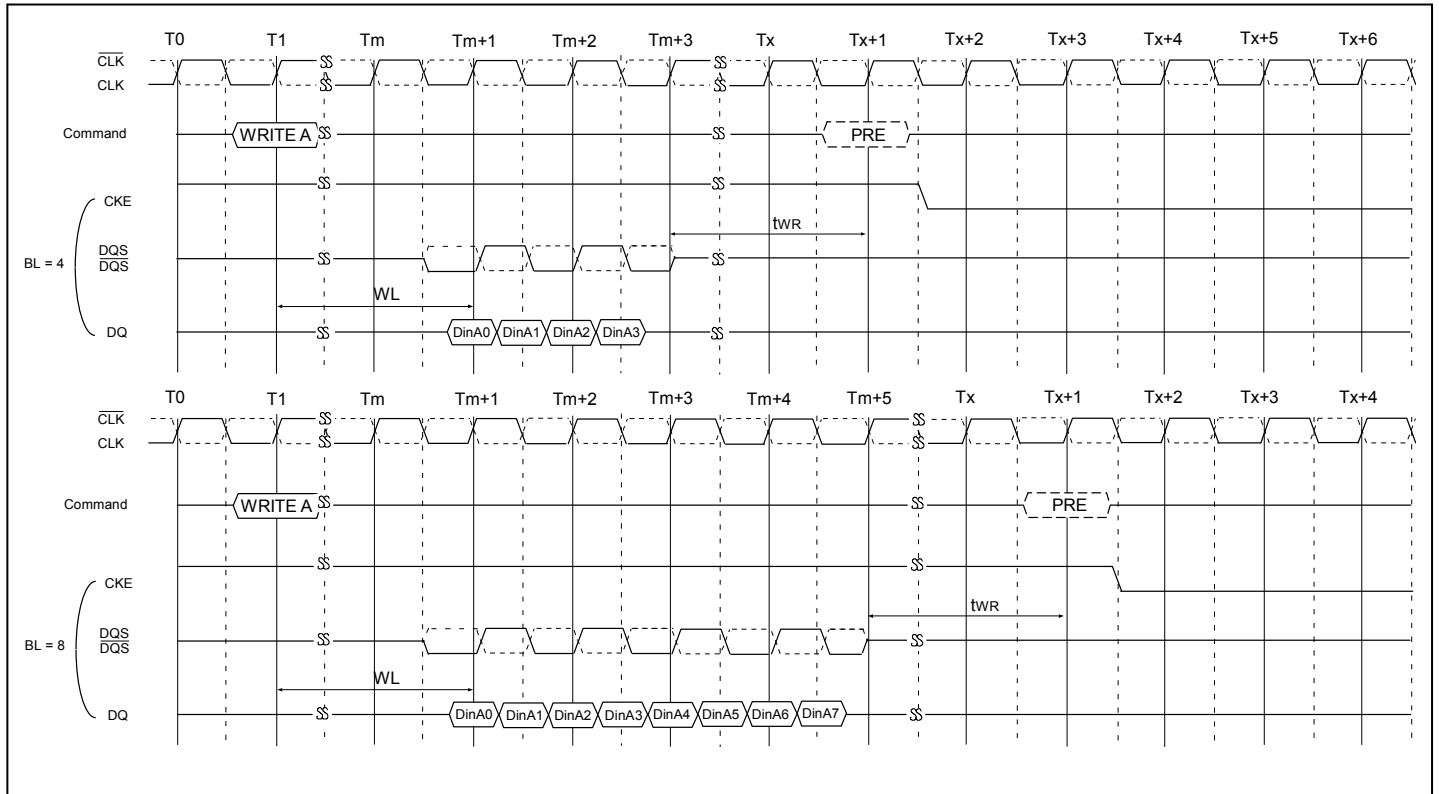 T0 T1 Tm Tm+1 Tm+2 Tm+3 Tx Tx+1 Tx+2 Tx+3 Tx+4 Tx+5 Tx+6
CLK
CLK
Command WRITE A PRE
CKE
tWR
BL = 4
DQS
DQS
WL
DQ DinA0 DinA1 DinA2 DinA3
T0 T1 Tm Tm+1 Tm+2 Tm+3 Tm+4 Tm+5 Tx Tx+1 Tx+2 Tx+3 Tx+4
CLK
CLK
Command WRITE A PRE
CKE
tWR
BL = 8
DQS
DQS
WL
DQ DinA0 DinA1 DinA2 DinA3 DinA4 DinA5 DinA6 DinA7